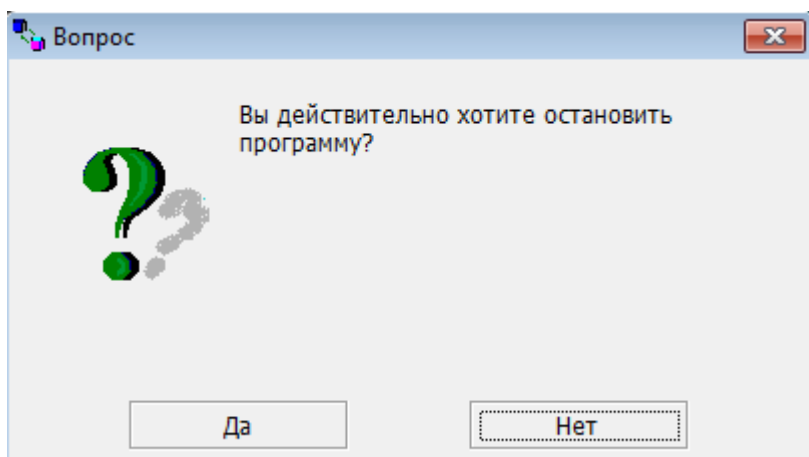 Вопрос
Вы действительно хотите остановить
программу?
Да
Нет